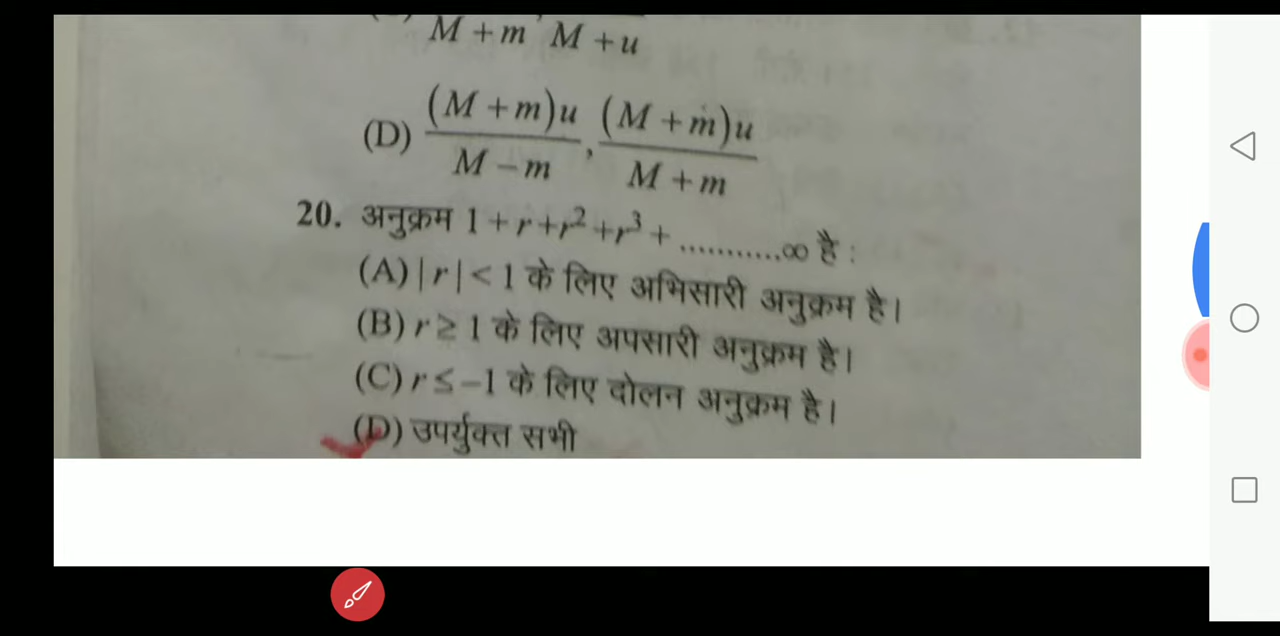 M + m , M + u
(D) (M + m)u / M − m , (M + m)u / M + m
20. अनुक्रम 1 + r + r² + r³ + ...........∞ है :
(A) | r | < 1 के लिए अभिसारी अनुक्रम है।
(B) r ≥ 1 के लिए अपसारी अनुक्रम है।
(C) r ≤ −1 के लिए दोलन अनुक्रम है।
(D) उपर्युक्त सभी